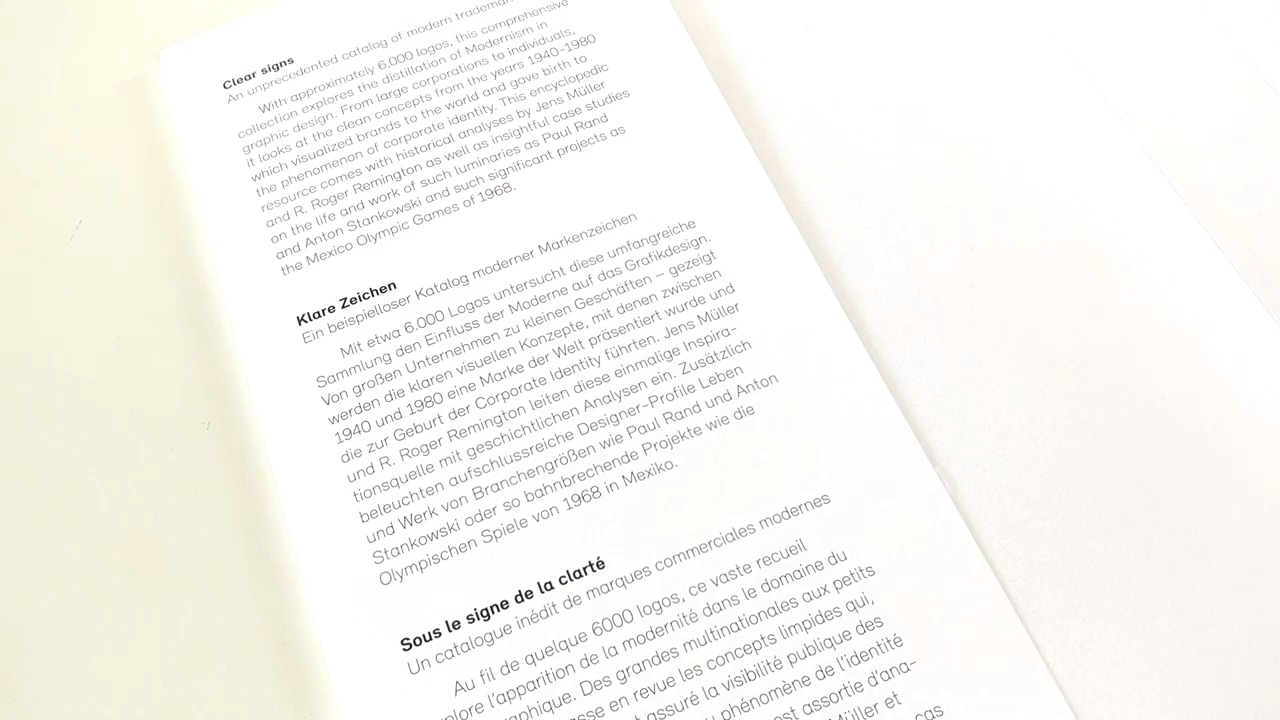 Clear signs
An unprecedented catalog of modern
With approximately 6,000 logos, this comprehensive
collection explores the distillation of Modernism in
graphic design. From large corporations to individuals,
it looks at the clean concepts from the years 1940–1980
which visualized brands to the world and gave birth to
the phenomenon of corporate identity. This encyclopedic
resource comes with historical analyses by Jens Müller
and R. Roger Remington as well as insightful case studies
on the life and work of such luminaries as Paul Rand
and Anton Stankowski and such significant projects as
the Mexico Olympic Games of 1968.
Klare Zeichen
Ein beispielloser Katalog moderner Markenzeichen
Mit etwa 6.000 Logos untersucht diese umfangreiche
Sammlung den Einfluss der Moderne auf das Grafikdesign.
Von großen Unternehmen zu kleinen Geschäften – gezeigt
werden die klaren visuellen Konzepte, mit denen zwischen
1940 und 1980 eine Marke der Welt präsentiert wurde und
die zur Geburt der Corporate Identity führten. Jens Müller
und R. Roger Remington leiten diese einmalige Inspira-
tionsquelle mit geschichtlichen Analysen ein. Zusätzlich
beleuchten aufschlussreiche Designer-Profile Leben
und Werk von Branchengrößen wie Paul Rand und Anton
Stankowski oder so bahnbrechende Projekte wie die
Olympischen Spiele von 1968 in Mexiko.
Sous le signe de la clarté
Un catalogue inédit de marques commerciales modernes
Au fil de quelque 6000 logos, ce vaste recueil
l'apparition de la modernité dans le domaine du
Des grandes multinationales aux petits
en revue les concepts limpides qui,
assuré la visibilité publique des
phénomène de l'identité
est assortie d'ana-
Müller et
cas